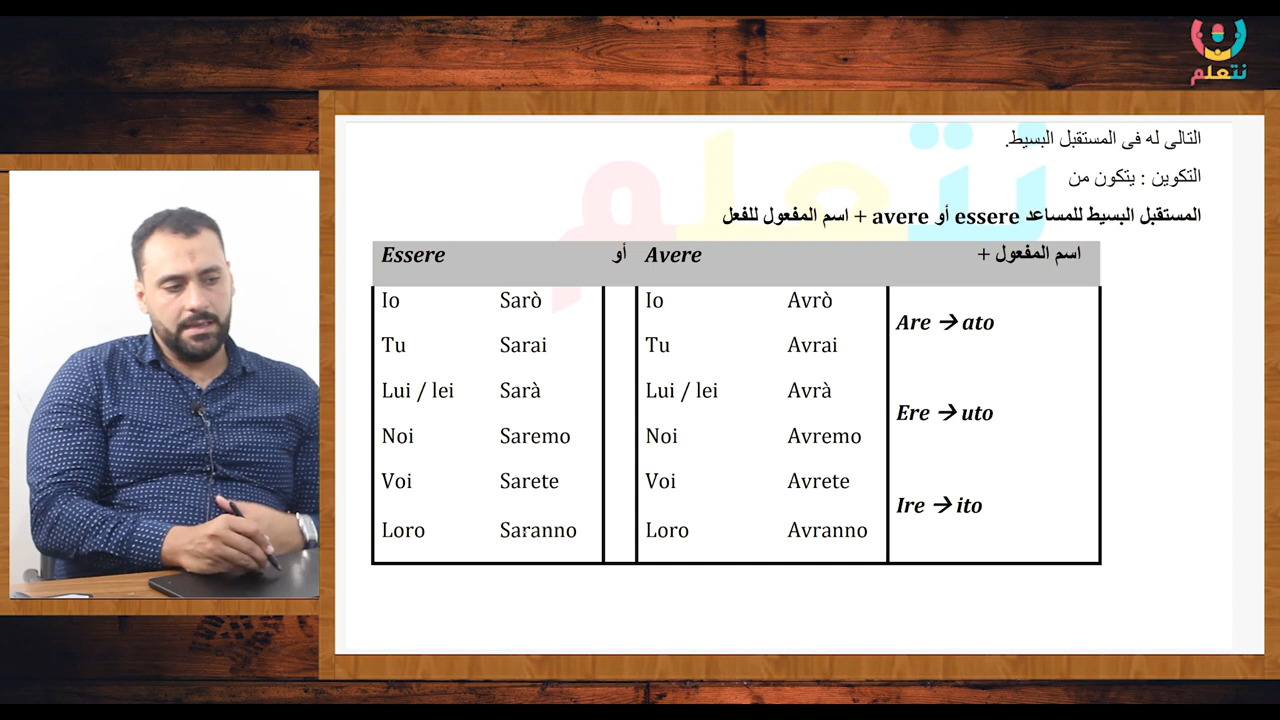 نتعلم
التالى له فى المستقبل البسيط.
التكوين : يتكون من
المستقبل البسيط للمساعد essere أو avere + اسم المفعول للفعل
Essere أو Avere + اسم المفعول
Io Sarò Io Avrò
Are → ato
Tu Sarai Tu Avrai
Lui / lei Sarà Lui / lei Avrà
Ere → uto
Noi Saremo Noi Avremo
Voi Sarete Voi Avrete
Ire → ito
Loro Saranno Loro Avranno